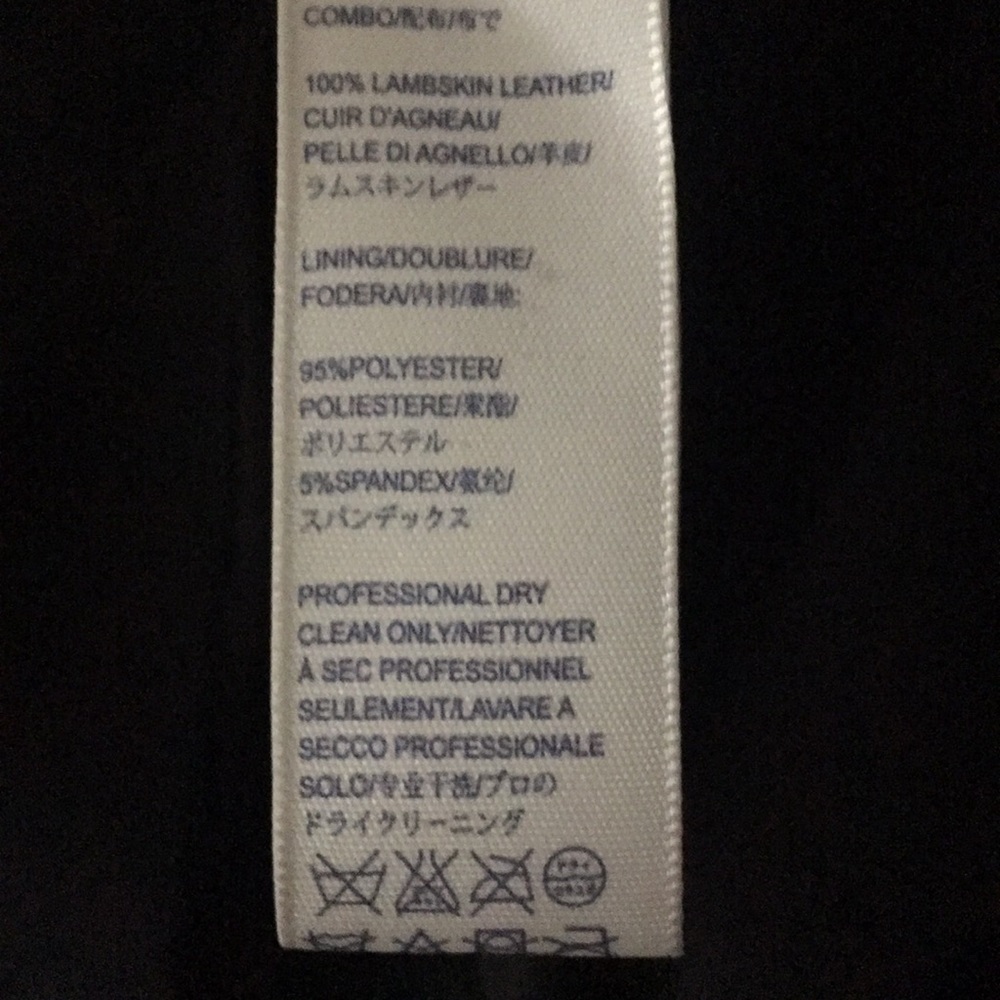 COMBO/配布/布で
100% LAMBSKIN LEATHER/
CUIR D'AGNEAU/
PELLE DI AGNELLO/羊皮/
ラムスキンレザー
LINING/DOUBLURE/
FODERA/内衬/裏地:
95%POLYESTER/
POLIESTERE/聚酯/
ポリエステル
5%SPANDEX/氨纶/
スパンデックス
PROFESSIONAL DRY
CLEAN ONLY/NETTOYER
À SEC PROFESSIONNEL
SEULEMENT/LAVARE A
SECCO PROFESSIONALE
SOLO/专业干洗/プロの
ドライクリーニング
ドライ